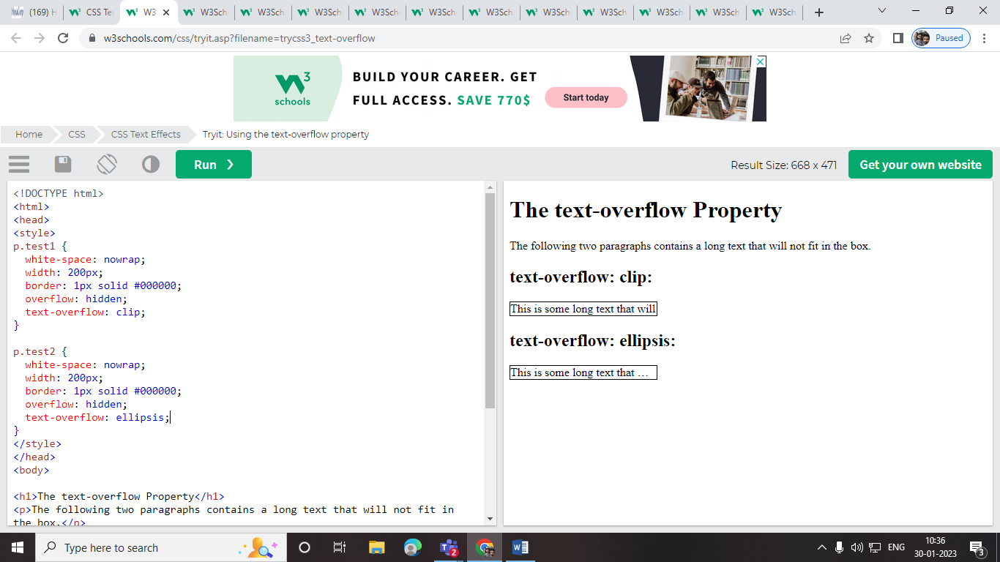 (169) H
CSS Te
W3
W3Sch
W3Sch
W3Sch
W3Sch
W3Sch
W3Sch
W3Sch
W3Sch
W3Sch
W3Sch
W3Sch
w3schools.com/css/tryit.asp?filename=trycss3_text-overflow
Paused
3
schools
BUILD YOUR CAREER. GET
FULL ACCESS. SAVE 770$
Start today
Home
CSS
CSS Text Effects
Tryit: Using the text-overflow property
Run ❯
Result Size: 668 x 471
Get your own website
<!DOCTYPE html>
<html>
<head>
<style>
p.test1 {
  white-space: nowrap;
  width: 200px;
  border: 1px solid #000000;
  overflow: hidden;
  text-overflow: clip;
}
p.test2 {
  white-space: nowrap;
  width: 200px;
  border: 1px solid #000000;
  overflow: hidden;
  text-overflow: ellipsis;
}
</style>
</head>
<body>
<h1>The text-overflow Property</h1>
<p>The following two paragraphs contains a long text that will not fit in
the box.</p>
The text-overflow Property
The following two paragraphs contains a long text that will not fit in the box.
text-overflow: clip:
This is some long text that will
text-overflow: ellipsis:
This is some long text that …
Type here to search
2
ENG
10:36
30-01-2023
3